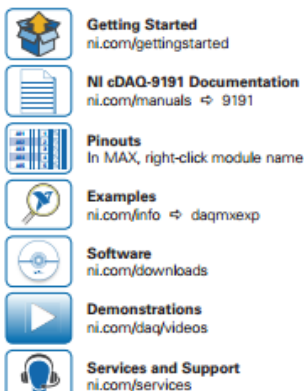 Getting Started
ni.com/gettingstarted
NI cDAQ-9191 Documentation
ni.com/manuals ⇨ 9191
Pinouts
In MAX, right-click module name
Examples
ni.com/info ⇨ daqmxexp
Software
ni.com/downloads
Demonstrations
ni.com/daq/videos
Services and Support
ni.com/services